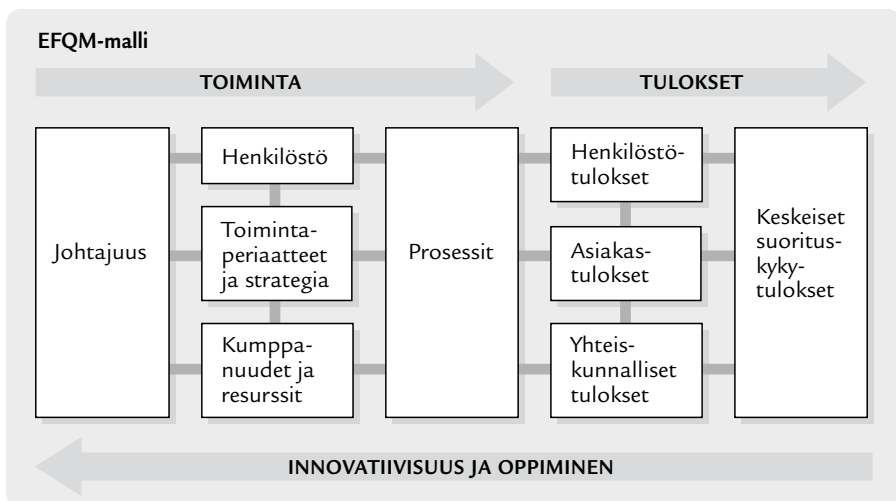 EFQM-malli
TOIMINTA
TULOKSET
Johtajuus
Henkilöstö
Toiminta-
periaatteet
ja strategia
Kumppa-
nuudet ja
resurssit
Prosessit
Henkilöstö-
tulokset
Asiakas-
tulokset
Yhteis-
kunnalliset
tulokset
Keskeiset
suoritus-
kyky-
tulokset
INNOVATIIVISUUS JA OPPIMINEN